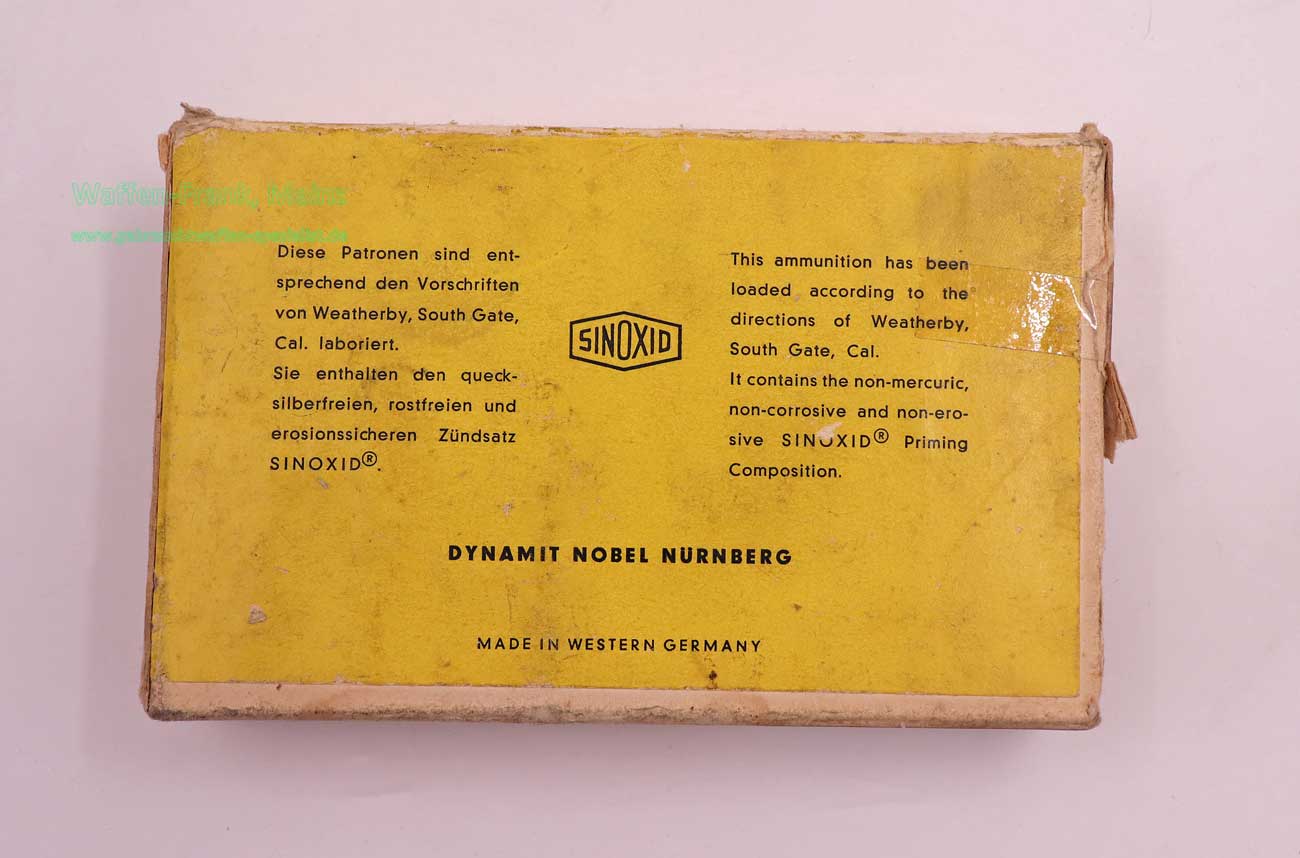 Waffen-Frank, Mainz
www.gebrauchtwaffenspezialist.de
Diese Patronen sind ent-
sprechend den Vorschriften
von Weatherby, South Gate,
Cal. laboriert.
Sie enthalten den queck-
silberfreien, rostfreien und
erosionssicheren Zündsatz
SINOXID®.
SINOXID
This ammunition has been
loaded according to the
directions of Weatherby,
South Gate, Cal.
It contains the non-mercuric,
non-corrosive and non-ero-
sive SINOXID® Priming
Composition.
DYNAMIT NOBEL NÜRNBERG
MADE IN WESTERN GERMANY